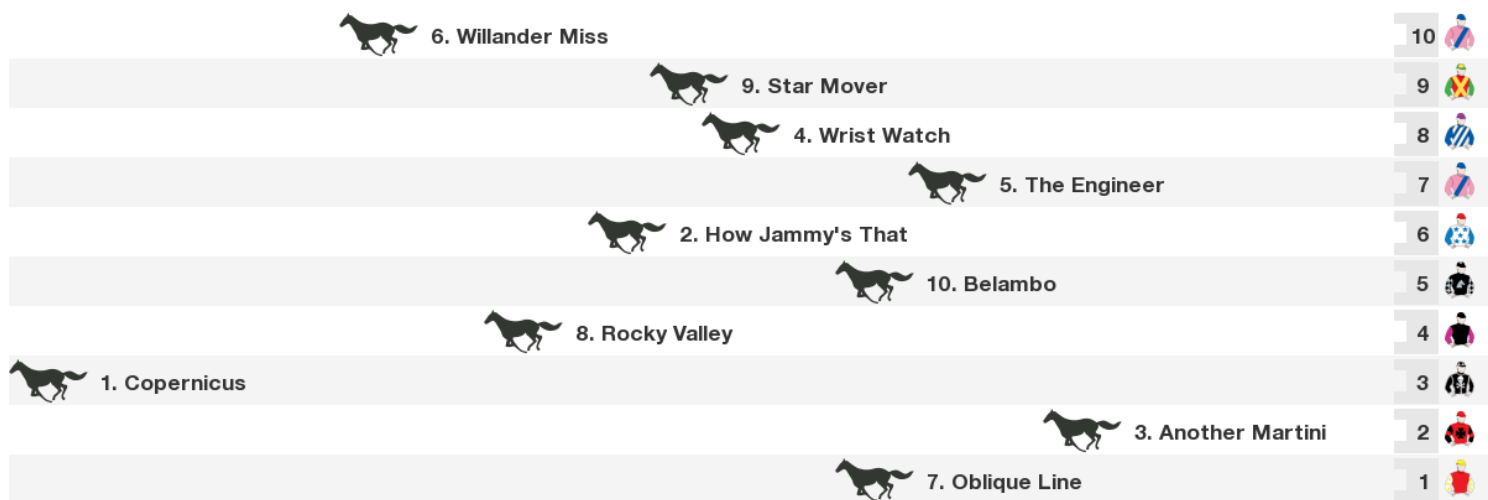 6. Willander Miss 10
9. Star Mover 9
4. Wrist Watch 8
5. The Engineer 7
2. How Jammy's That 6
10. Belambo 5
8. Rocky Valley 4
1. Copernicus 3
3. Another Martini 2
7. Oblique Line 1